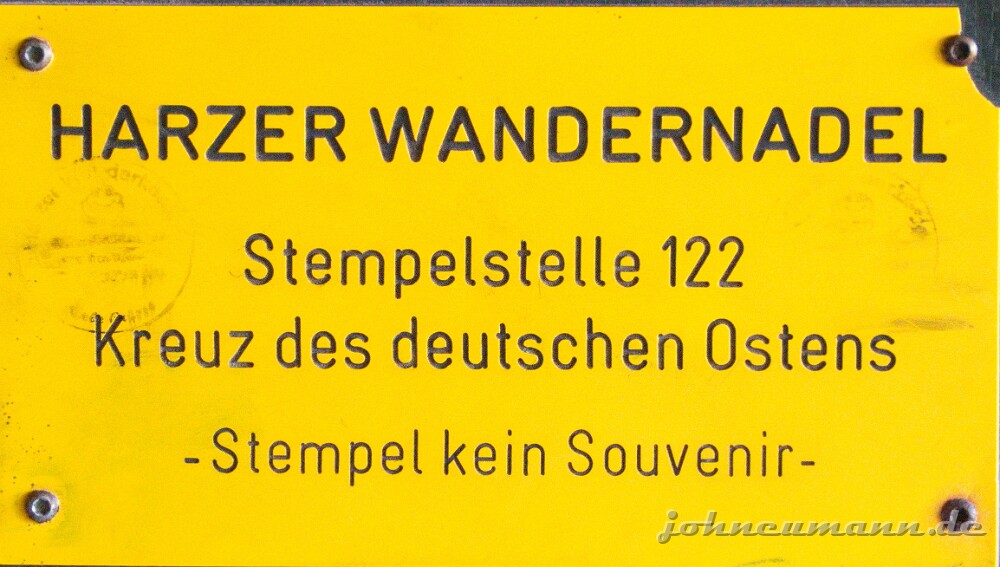 HARZER WANDERNADEL
Stempelstelle 122
Kreuz des deutschen Ostens
-Stempel kein Souvenir-
johneumann.de